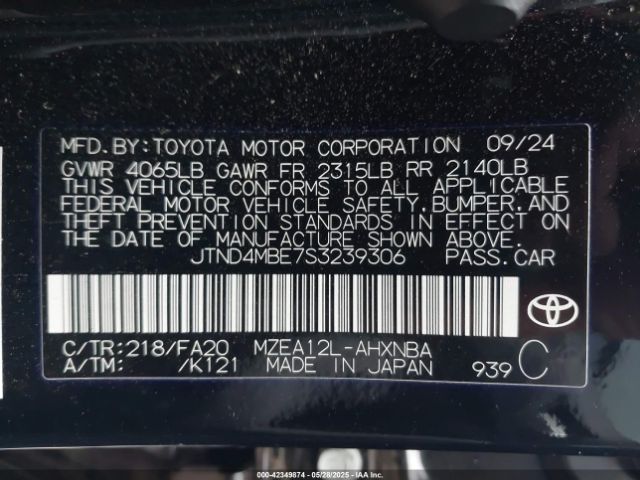 MFD.BY:TOYOTA MOTOR CORPORATION 09/24
GVWR 4065LB GAWR FR 2315LB RR 2140LB
THIS VEHICLE CONFORMS TO ALL APPLICABLE
FEDERAL MOTOR VEHICLE SAFETY,BUMPER,AND
THEFT PREVENTION STANDARDS IN EFFECT ON
THE DATE OF MANUFACTURE SHOWN ABOVE.
JTND4MBE7S3239306 PASS.CAR
C/TR:218/FA20 MZEA12L-AHXNBA
A/TM: /K121 MADE IN JAPAN 939 C
000-42349874 | 05/28/2025 - IAA Inc.